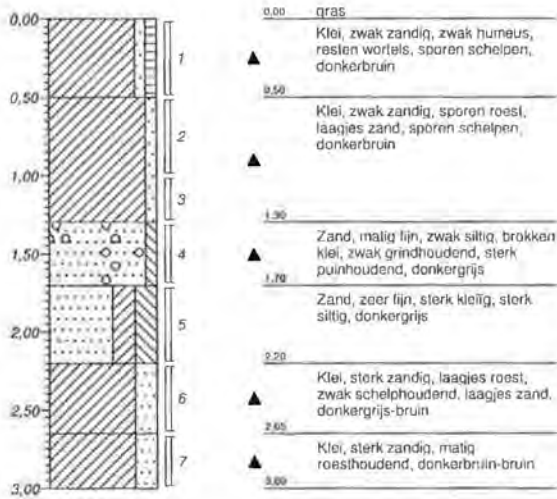 0,00
0,50
1,00
1,50
2,00
2,50
3,00
1
2
3
4
5
6
7
0,00
gras
Klei, zwak zandig, zwak humeus,
resten wortels, sporen schelpen,
donkerbruin
0,50
Klei, zwak zandig, sporen roest,
laagjes zand, sporen schelpen,
donkerbruin
1,30
Zand, matig fijn, zwak siltig, brokken
klei, zwak grindhoudend, sterk
puinhoudend, donkergrijs
1,70
Zand, zeer fijn, sterk kleiig, sterk
siltig, donkergrijs
2,20
Klei, sterk zandig, laagjes roest,
zwak schelphoudend, laagjes zand,
donkergrijs-bruin
2,65
Klei, sterk zandig, matig
roesthoudend, donkerbruin-bruin
3,00